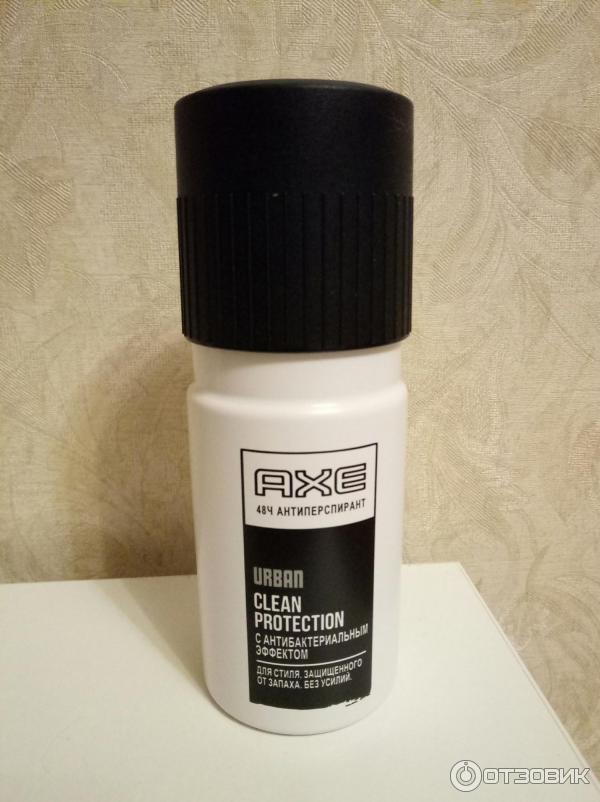 AXE
48Ч АНТИПЕРСПИРАНТ
URBAN
CLEAN
PROTECTION
С АНТИБАКТЕРИАЛЬНЫМ
ЭФФЕКТОМ
ДЛЯ СТИЛЯ, ЗАЩИЩЕННОГО
ОТ ЗАПАХА. БЕЗ УСИЛИЙ.
ОТЗОВИК